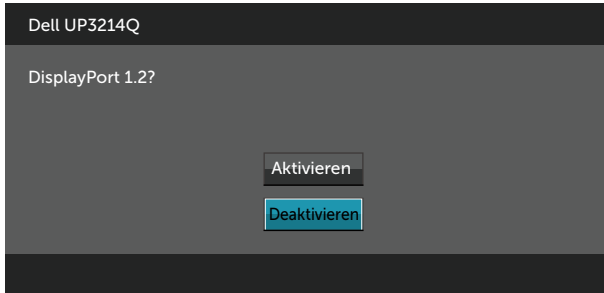 Dell UP3214Q
DisplayPort 1.2?
Aktivieren
Deaktivieren